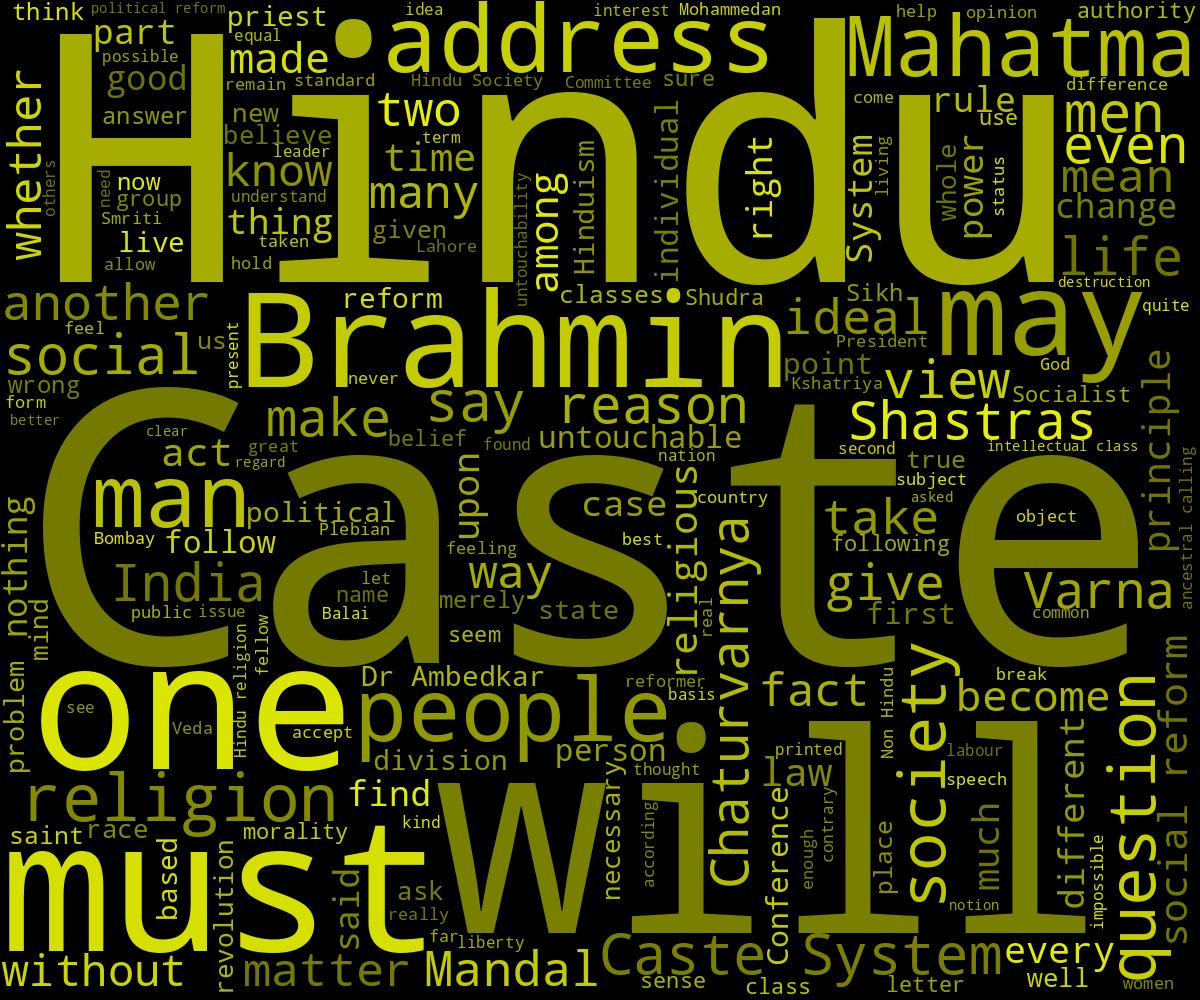 think
political reform
priest
idea
interest
Mohammedan
help
opinion
authority
part
equal
address
Mahatma
possible
made
good
remain
standard
Hindu Society
Committee
sure
difference
Hindu
answer
new
two
come
rule
use
men
whether
believe
term
even
others
need
now
leader
know
time
individual
right
System
living
whole
power
status
mean
group
understand
many
among
Hinduism
change
Smriti
thing
given
untouchability
live
taken
Lahore
life
allow
hold
destruction
another
reform
classes
Shudra
Sikh
may
quite
feel
Brahmin
ideal
President
social
us
present
point
God
wrong
never
Kshatriya
view
Socialist
principle
form
make
say
reason
Shastras
better
clear
belief
found
untouchable
act
great
regard
nation
second
true
intellectual class
Caste
man
upon
religious
country
subject
asked
ancestral calling
nothing
political
case
take
object
Bombay
follow
Plebian
feeling
best
following
India
let
way
give
Varna
mind
public
issue
name
Balai
merely
state
real
first
common
Hindu religion
fellow
seem
Chaturvarnya
society
problem
one
Dr Ambedkar
reformer
break
see
people
basis
fact
Non Hindu
become
question
social reform
Veda
accept
division
person
printed
labour
different
religion
find
will
thought
law
speech
necessary
according
Conference
enough
contrary
place
much
saint
race
morality
kind
impossible
must
based
revolution
said
ask
really
notion
far
liberty
without
matter
Mandal
Caste System
every
sense
class
letter
well
women